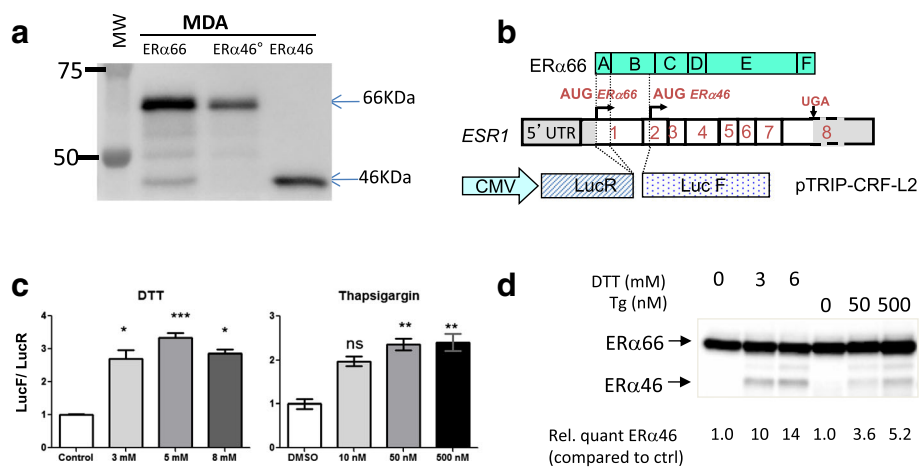 a
MW
MDA
ERα66 ERα46° ERα46
75
66KDa
50
46KDa
b
ERα66 A B C D E F
AUG ERα66 AUG ERα46 UGA
ESR1 5' UTR 1 2 3 4 5 6 7 8
CMV LucR Luc F pTRIP-CRF-L2
c
DTT
LucF/ LucR
4
3
2
1
0
* *** *
Control 3 mM 5 mM 8 mM
Thapsigargin
3
2
1
0
ns ** **
DMSO 10 nM 50 nM 500 nM
d
DTT (mM) 0 3 6
Tg (nM) 0 50 500
ERα66
ERα46
Rel. quant ERα46 1.0 10 14 1.0 3.6 5.2
(compared to ctrl)